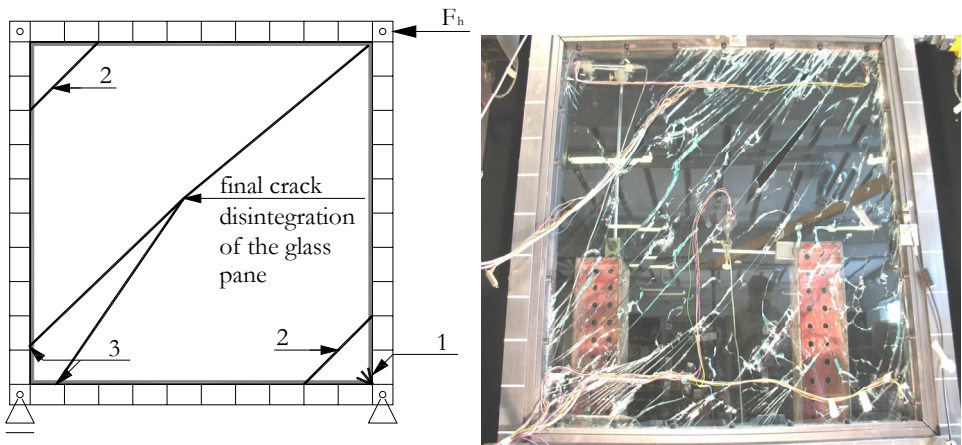 Fh
2
final crack
disintegration
of the glass
pane
2
3
1